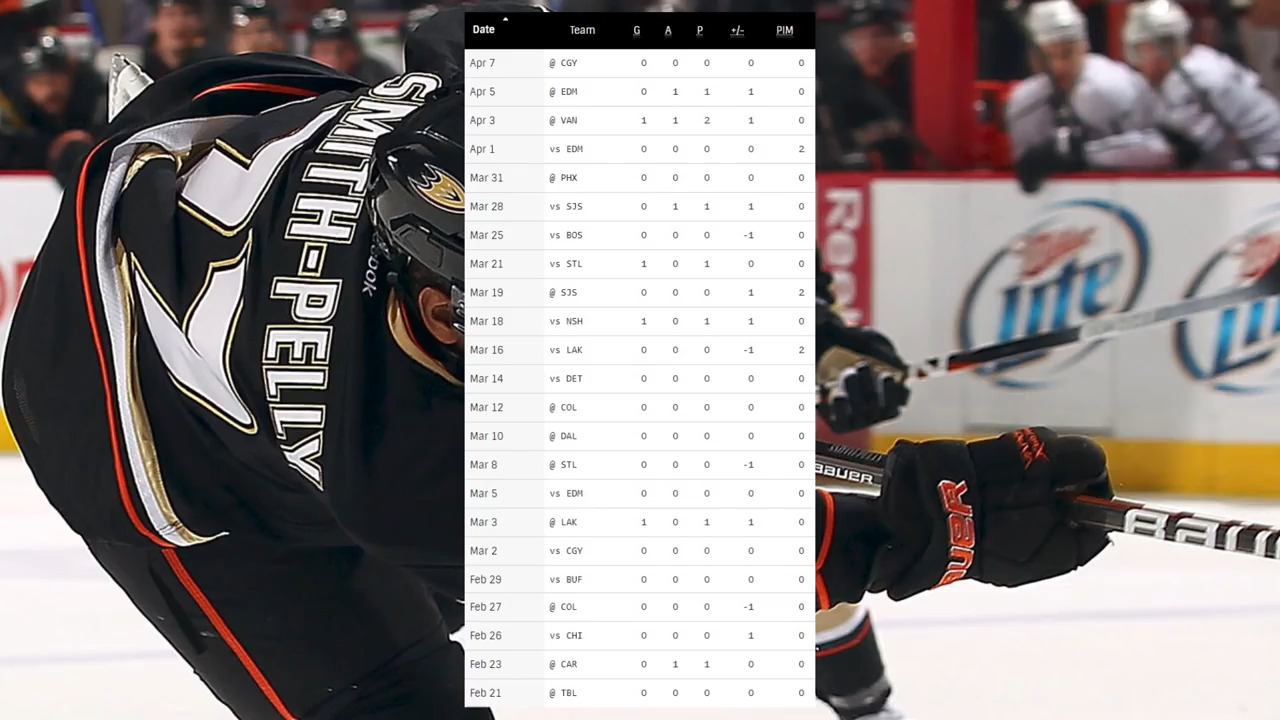 Date Team G A P +/- PIM
Apr 7 @ CGY 0 0 0 0 0
Apr 5 @ EDM 0 1 1 1 0
Apr 3 @ VAN 1 1 2 1 0
Apr 1 vs EDM 0 0 0 0 2
Mar 31 @ PHX 0 0 0 0 0
Mar 28 vs SJS 0 1 1 1 0
Mar 25 vs BOS 0 0 0 -1 0
Mar 21 vs STL 1 0 1 0 0
Mar 19 @ SJS 0 0 0 1 2
Mar 18 vs NSH 1 0 1 1 0
Mar 16 vs LAK 0 0 0 -1 2
Mar 14 vs DET 0 0 0 0 0
Mar 12 @ COL 0 0 0 0 0
Mar 10 @ DAL 0 0 0 0 0
Mar 8 @ STL 0 0 0 -1 0
Mar 5 vs EDM 0 0 0 0 0
Mar 3 @ LAK 1 0 1 1 0
Mar 2 vs CGY 0 0 0 0 0
Feb 29 vs BUF 0 0 0 0 0
Feb 27 @ COL 0 0 0 -1 0
Feb 26 vs CHI 0 0 0 1 0
Feb 23 @ CAR 0 1 1 0 0
Feb 21 @ TBL 0 0 0 0 0
SMITH-PELLY
77
Ree
Lite
Lite
BAUER
BAUER
BAU